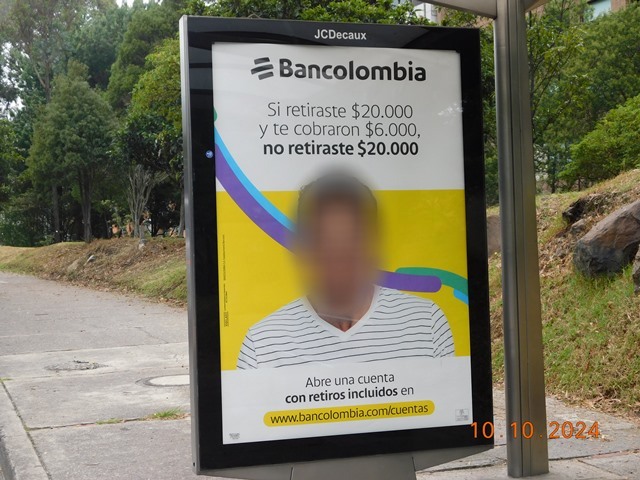 JCDecaux
Bancolombia
Si retiraste $20.000
y te cobraron $6.000,
no retiraste $20.000
Abre una cuenta
con retiros incluidos en
www.bancolombia.com/cuentas
10.10.2024